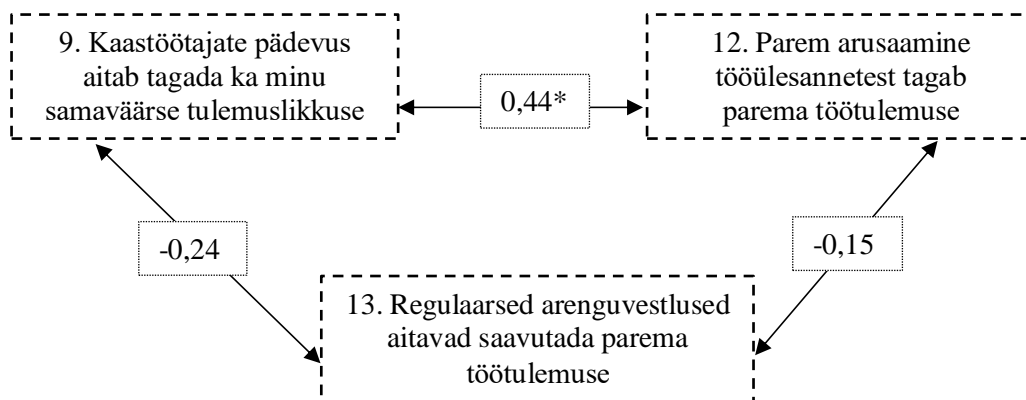 9. Kaastöötajate pädevus
aitab tagada ka minu
samaväärse tulemuslikkuse
0,44*
12. Parem arusaamine
tööülesannetest tagab
parema töötulemuse
-0,24
-0,15
13. Regulaarsed arenguvestlused
aitavad saavutada parema
töötulemuse